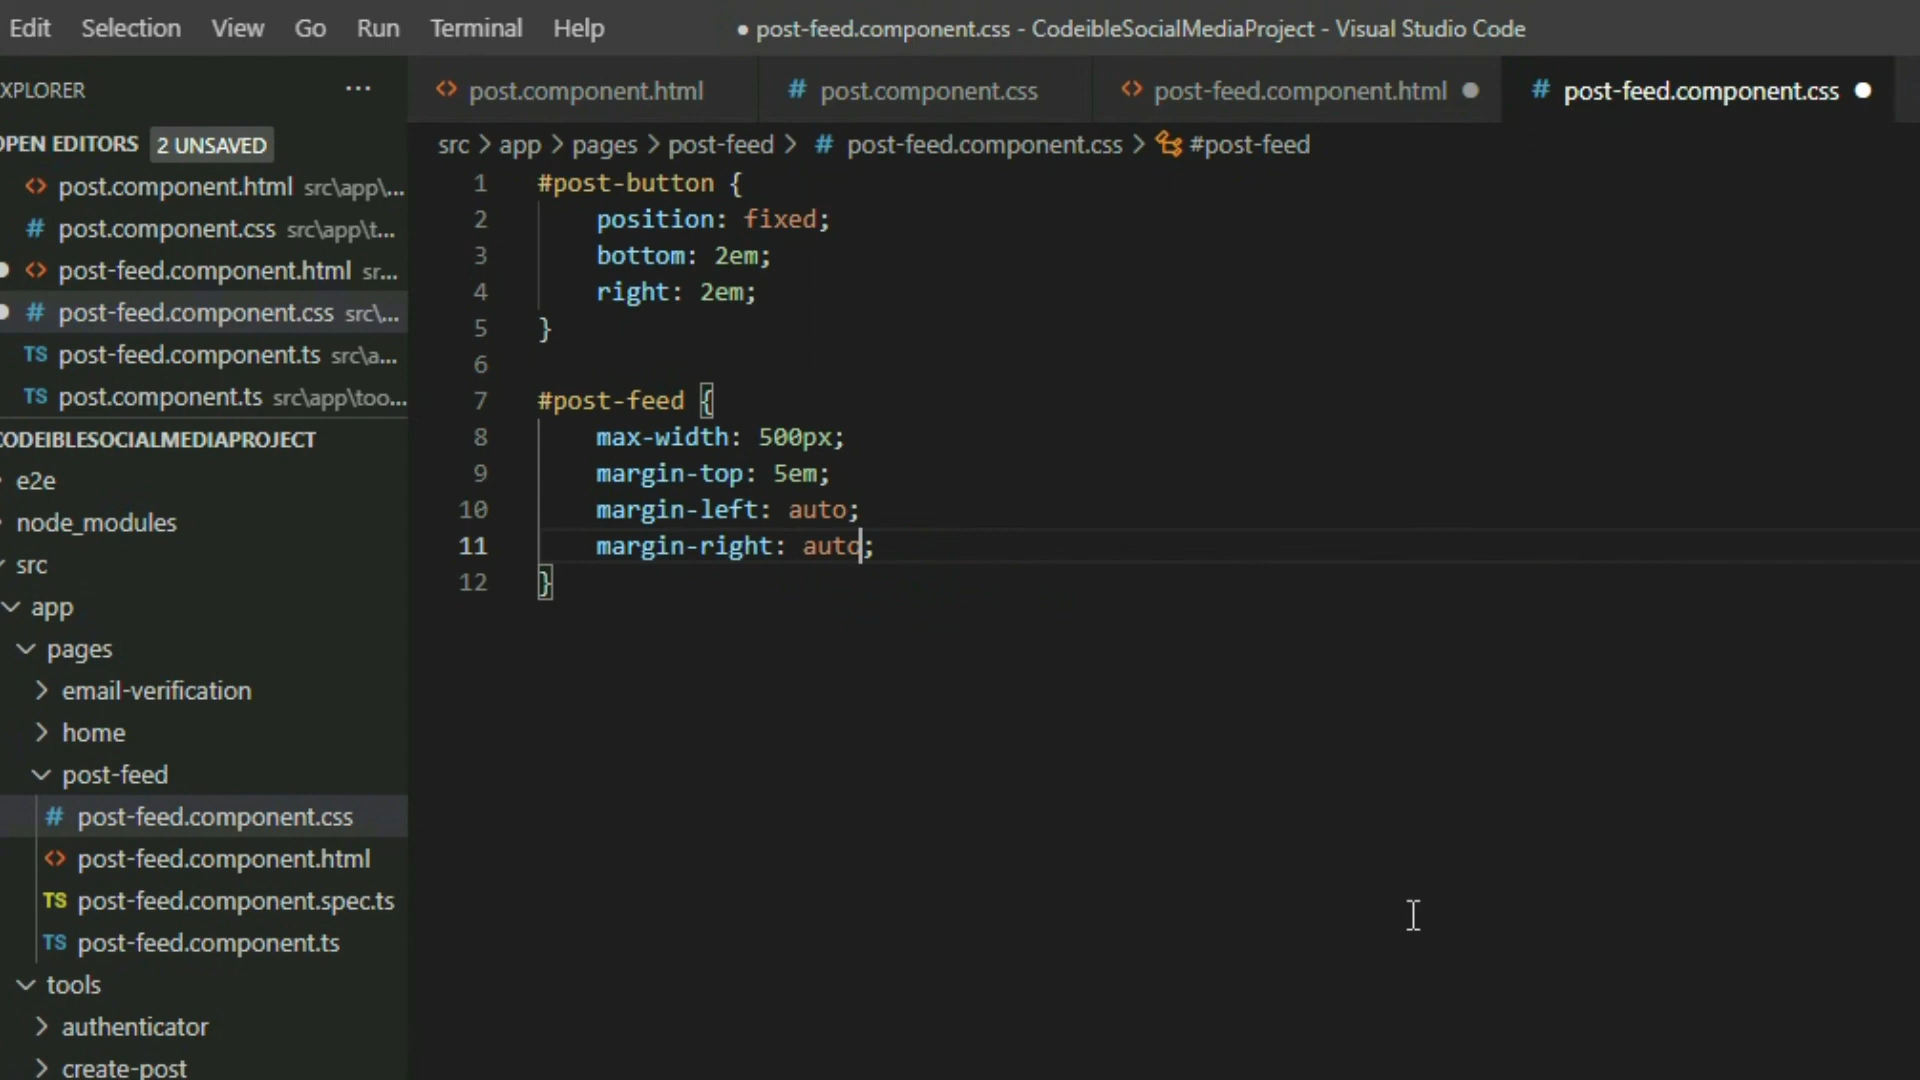 Edit Selection View Go Run Terminal Help ● post-feed.component.css - CodeibleSocialMediaProject - Visual Studio Code
XPLORER ...
post.component.html post.component.css post-feed.component.html post-feed.component.css
OPEN EDITORS 2 UNSAVED
src > app > pages > post-feed > # post-feed.component.css > #post-feed
<> post.component.html src\app\...
# post.component.css src\app\t...
<> post-feed.component.html sr...
# post-feed.component.css src\...
TS post-feed.component.ts src\a...
TS post.component.ts src\app\too...
CODEIBLESOCIALMEDIAPROJECT
e2e
node_modules
src
app
pages
email-verification
home
post-feed
# post-feed.component.css
<> post-feed.component.html
TS post-feed.component.spec.ts
TS post-feed.component.ts
tools
authenticator
create-post
1 #post-button {
2 position: fixed;
3 bottom: 2em;
4 right: 2em;
5 }
6
7 #post-feed {
8 max-width: 500px;
9 margin-top: 5em;
10 margin-left: auto;
11 margin-right: auto;
12 }